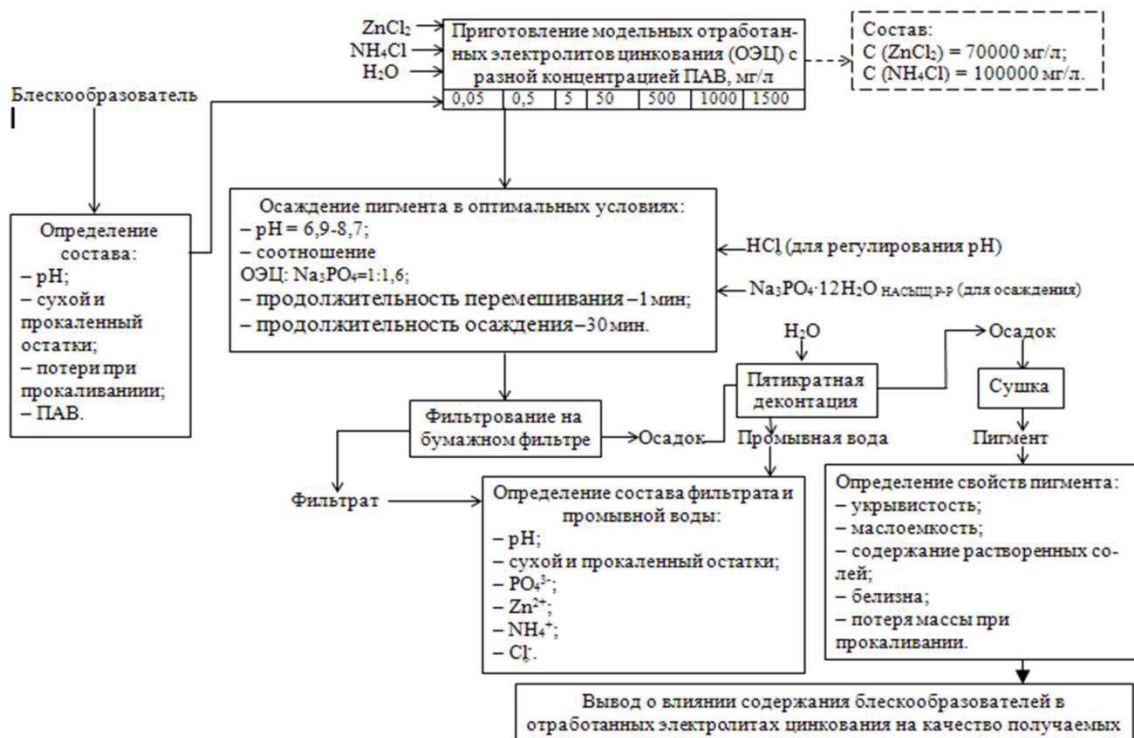 ZnCl₂
NH₄Cl
H₂O
Приготовление модельных отработан-
ных электролитов цинкования (ОЭЦ) с
разной концентрацией ПАВ, мг/л
0,05 0,5 5 50 500 1000 1500
Состав:
С (ZnCl₂) = 70000 мг/л;
С (NH₄Cl) = 100000 мг/л.
Блескообразователь
Определение
состава:
– pH;
– сухой и
прокаленный
остатки;
– потери при
прокаливаниии;
– ПАВ.
Осаждение пигмента в оптимальных условиях:
– pH = 6,9-8,7;
– соотношение
ОЭЦ: Na₃PO₄=1:1,6;
– продолжительность перемешивания –1 мин;
– продолжительность осаждения –30 мин.
HCl (для регулирования pH)
Na₃PO₄·12H₂O НАСЫЩ.Р-Р (для осаждения)
Фильтрование на
бумажном фильтре
Осадок
H₂O
Пятикратная
деконтация
Промывная вода
Осадок
Сушка
Пигмент
Фильтрат
Определение состава фильтрата и
промывной воды:
– pH;
– сухой и прокаленный остатки;
– PO₄³⁻;
– Zn²⁺;
– NH₄⁺;
– Cl⁻.
Определение свойств пигмента:
– укрывистость;
– маслоемкость;
– содержание растворенных со-
лей;
– белизна;
– потеря массы при
прокаливании.
Вывод о влиянии содержания блескообразователей в
отработанных электролитах цинкования на качество получаемых